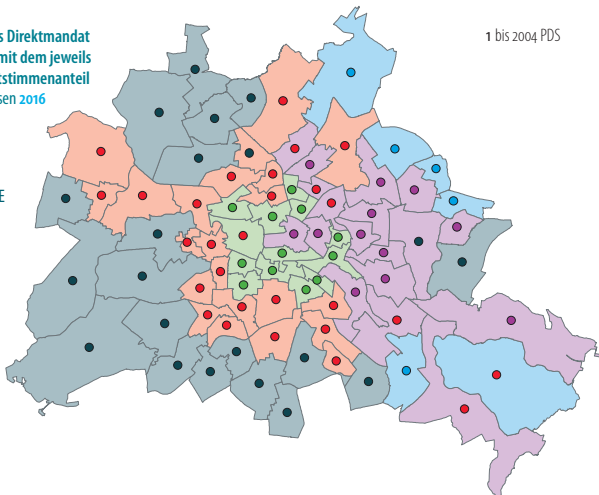 s Direktmandat
mit dem jeweils
tstimmenanteil
sen 2016
1 bis 2004 PDS
E